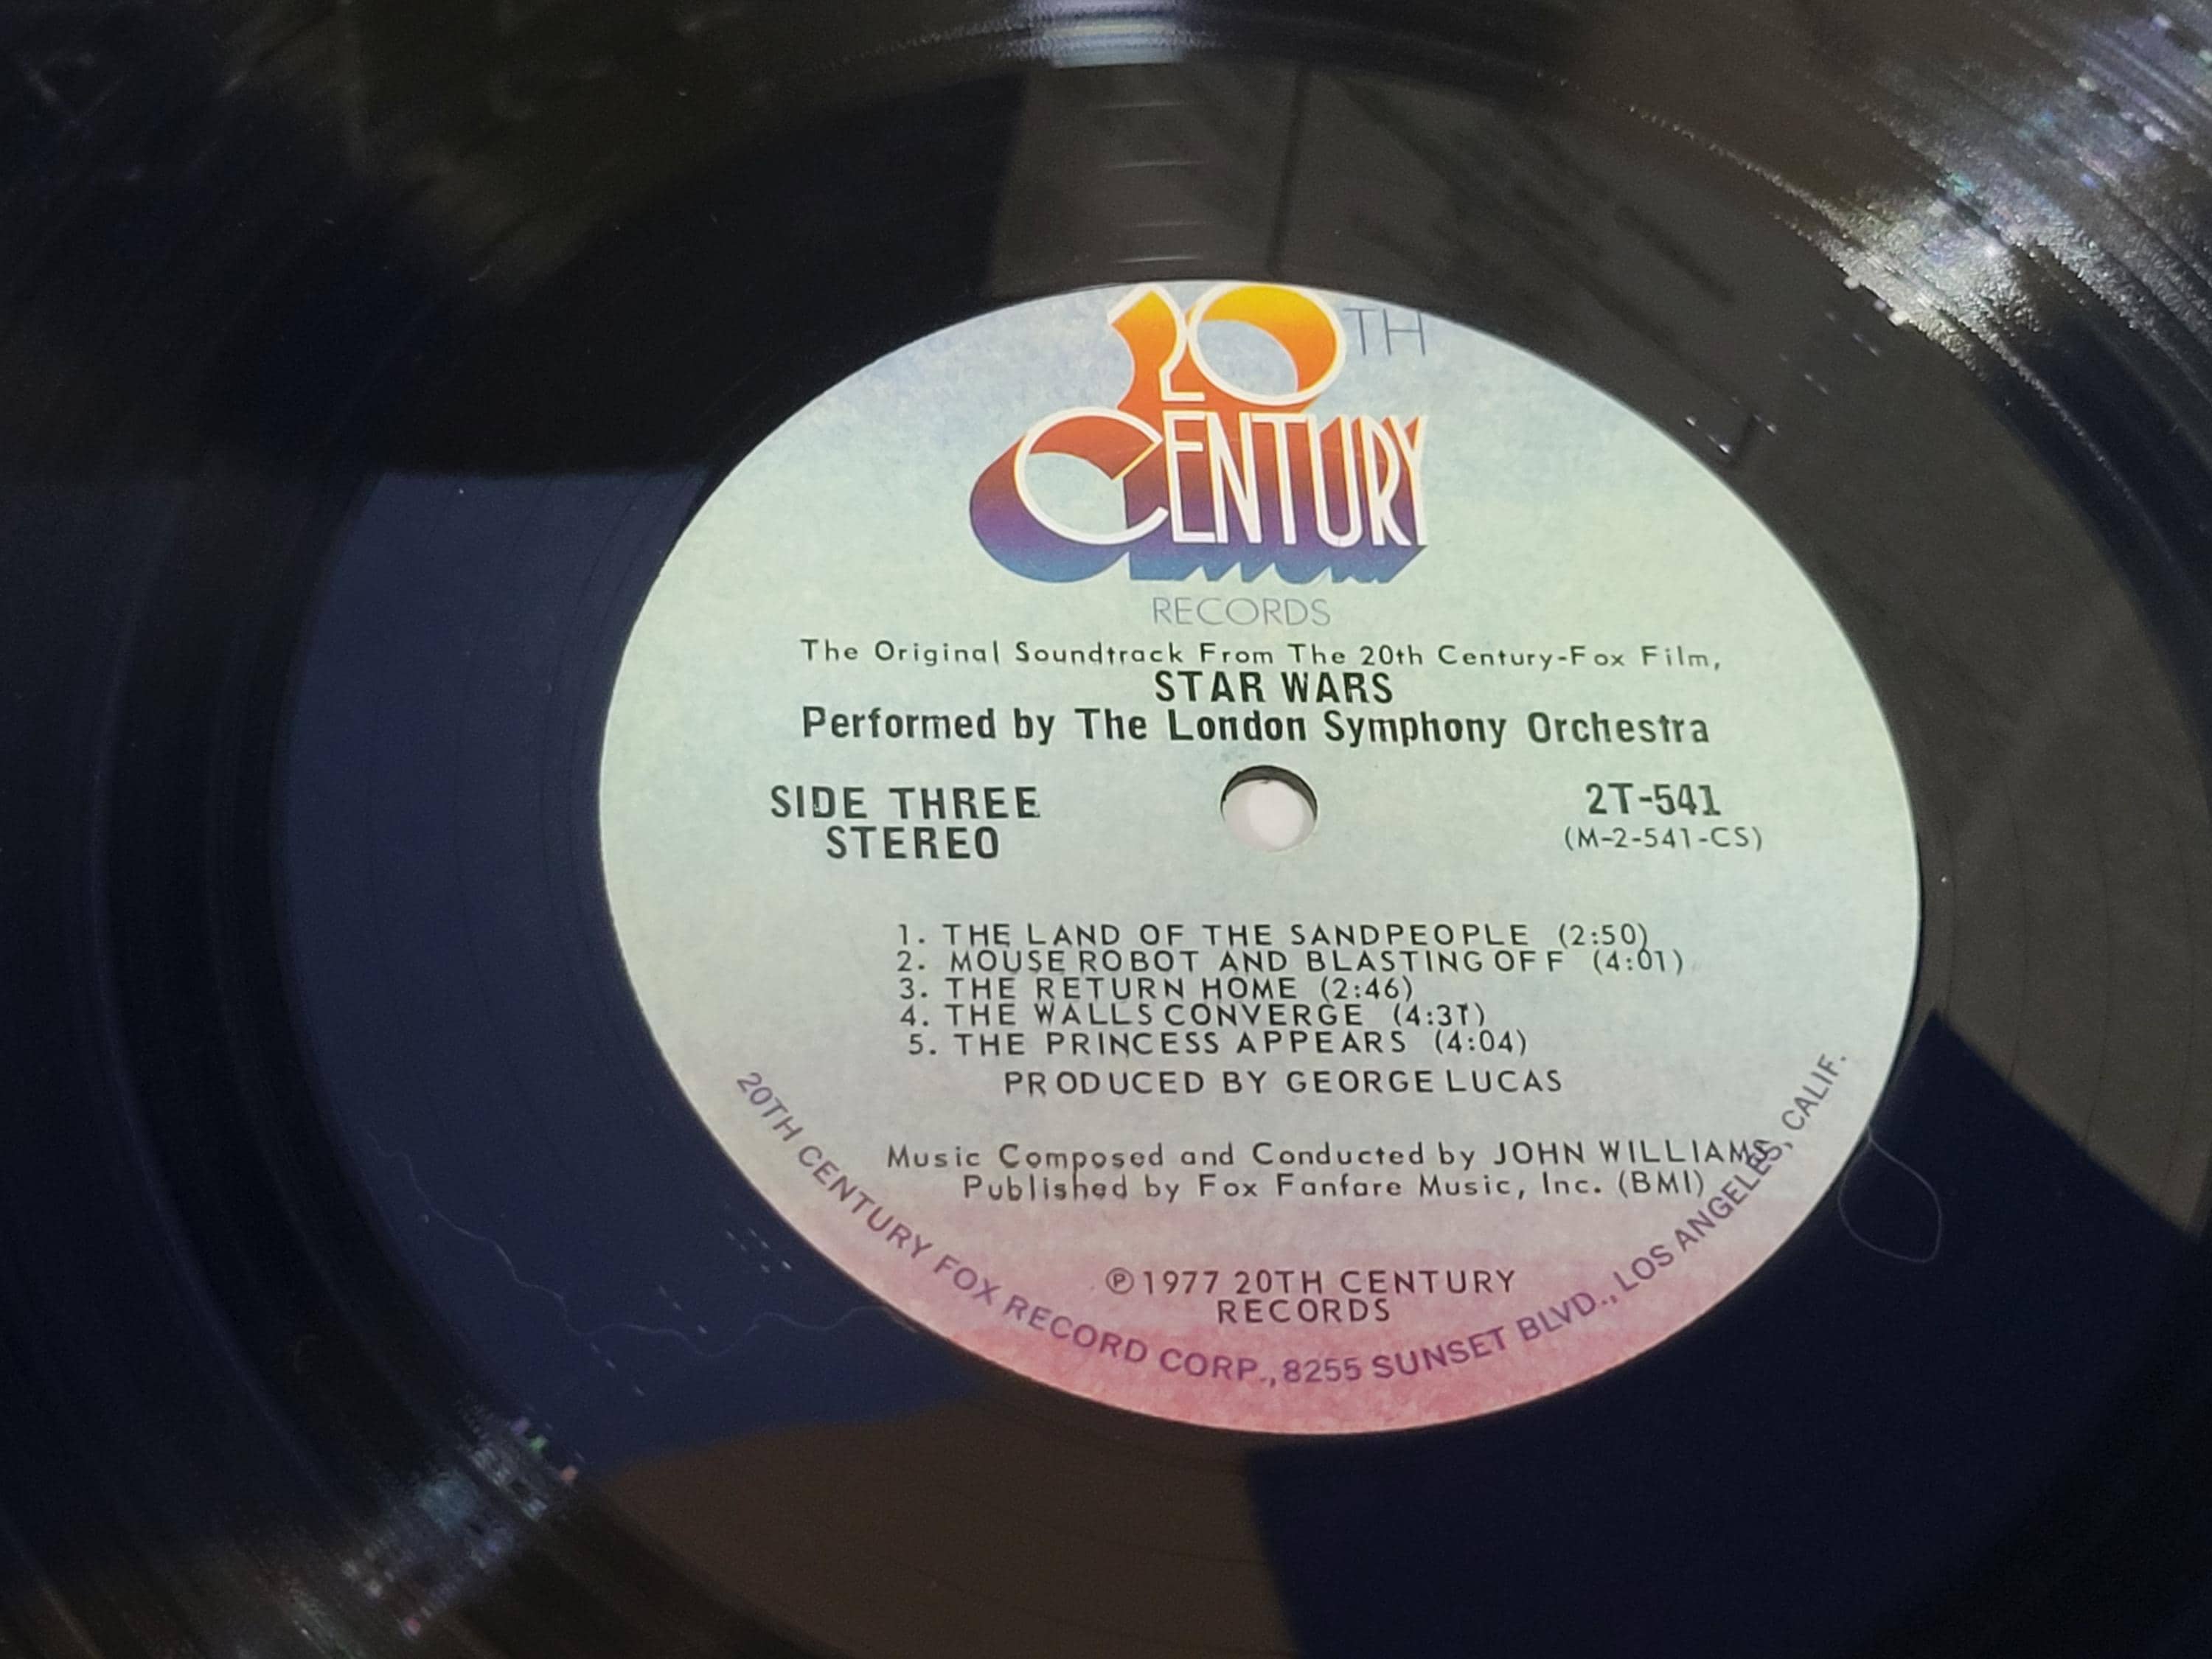 20TH
CENTURY
RECORDS
The Original Soundtrack From The 20th Century-Fox Film,
STAR WARS
Performed by The London Symphony Orchestra
SIDE THREE
STEREO
2T-541
(M-2-541-CS)
1. THE LAND OF THE SANDPEOPLE (2:50)
2. MOUSE ROBOT AND BLASTING OFF (4:01)
3. THE RETURN HOME (2:46)
4. THE WALLS CONVERGE (4:31)
5. THE PRINCESS APPEARS (4:04)
PRODUCED BY GEORGE LUCAS
Music Composed and Conducted by JOHN WILLIAMS
Published by Fox Fanfare Music, Inc. (BMI)
℗1977 20TH CENTURY
RECORDS
20TH CENTURY FOX RECORD CORP., 8255 SUNSET BLVD., LOS ANGELES, CALIF.